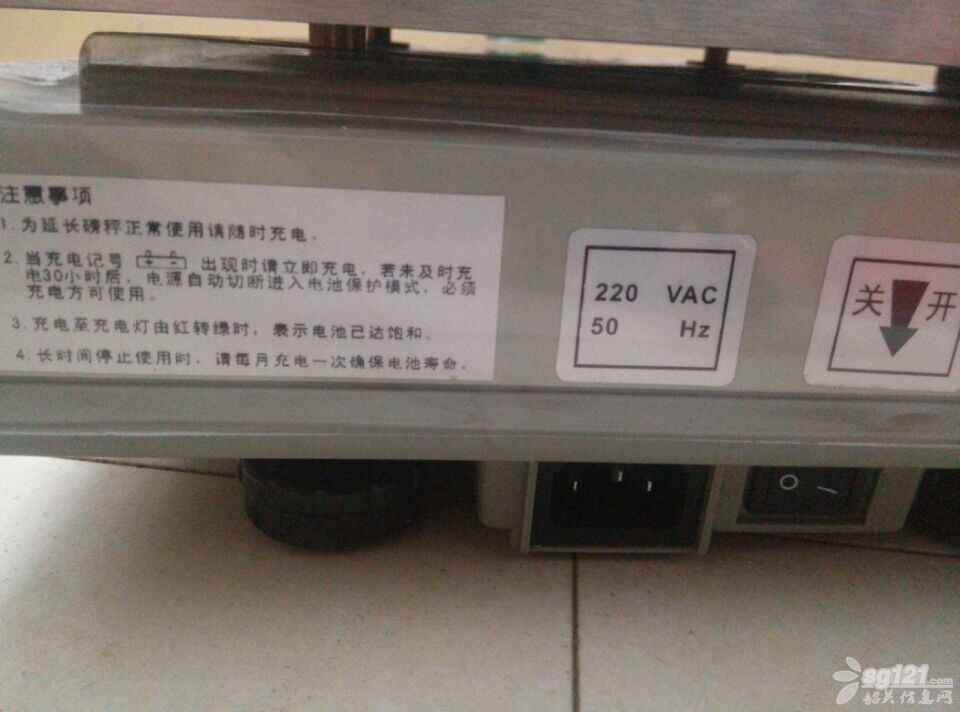 注意事项
1.为延长磅秤正常使用请随时充电、
2.当充电记号 出现时请立即充电，若未及时充
电30小时后，电源自动切断进入电池保护模式，必须
充电方可使用。
3.充电至充电灯由红转绿时，表示电池已达饱和。
4.长时间停止使用时，请每月充电一次确保电池寿命。
220 VAC
50 Hz
关 开
sg121.com
韶关信息网